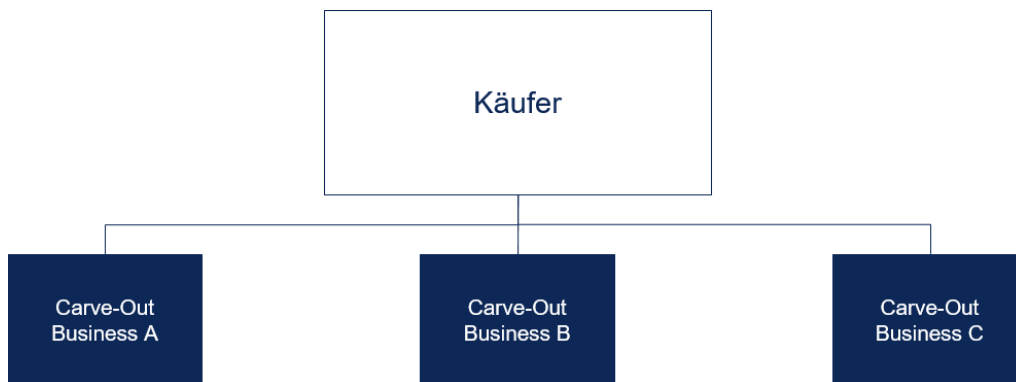 Käufer
Carve-Out
Business A
Carve-Out
Business B
Carve-Out
Business C